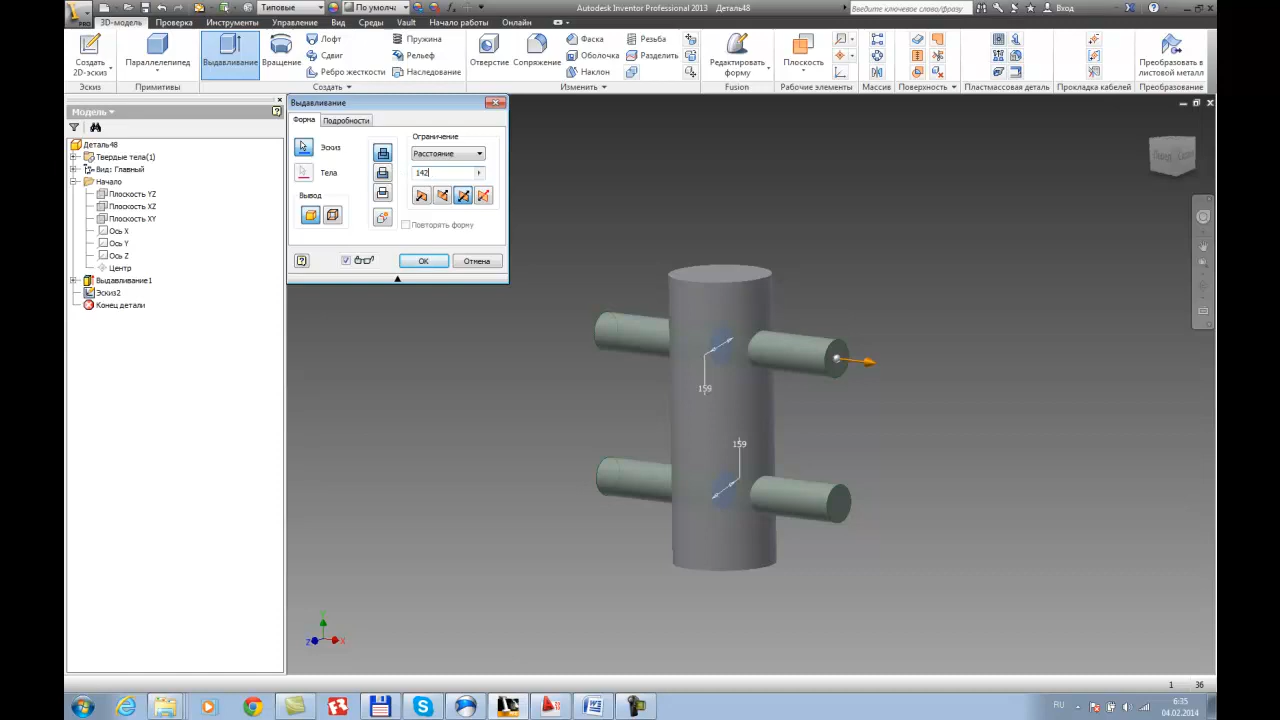 Типовые
По умолч
Autodesk Inventor Professional 2013 Деталь48
Введите ключевое слово/фразу
Вход
PRO
3D-модель
Проверка
Инструменты
Управление
Вид
Среды
Vault
Начало работы
Онлайн
Создать
2D-эскиз
Параллелепипед
Выдавливание
Вращение
Лофт
Сдвиг
Ребро жесткости
Пружина
Рельеф
Наследование
Отверстие
Сопряжение
Фаска
Оболочка
Наклон
Резьба
Разделить
Редактировать
форму
Плоскость
Преобразовать в
листовой металл
Эскиз
Примитивы
Создать
Изменить
Fusion
Рабочие элементы
Массив
Поверхность
Пластмассовая деталь
Прокладка кабелей
Преобразование
Модель
Деталь48
Твердые тела(1)
Вид: Главный
Начало
Плоскость YZ
Плоскость XZ
Плоскость XY
Ось X
Ось Y
Ось Z
Центр
Выдавливание1
Эскиз2
Конец детали
Выдавливание
Форма
Подробности
Эскиз
Тела
Вывод
Ограничение
Расстояние
142
Повторять форму
OK
Отмена
159
159
Y
Z
X
1
36
RU
6:35
04.02.2014